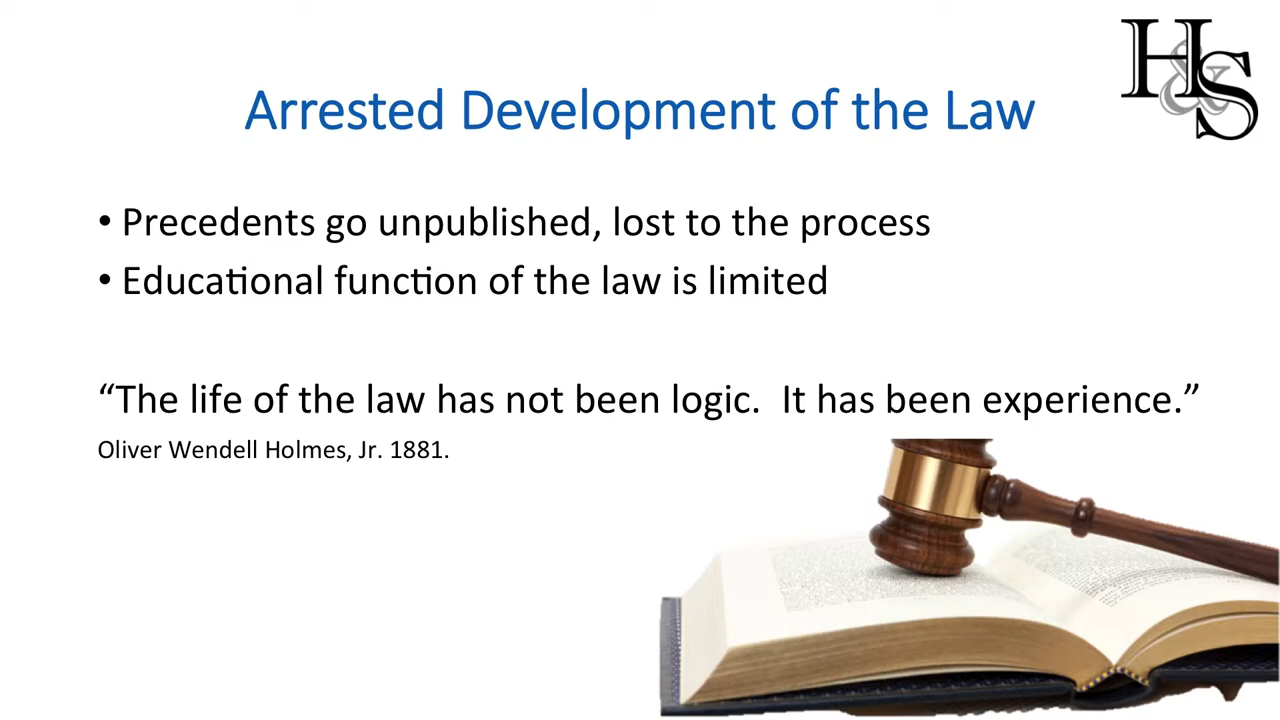 H&S
Arrested Development of the Law
• Precedents go unpublished, lost to the process
• Educational function of the law is limited
“The life of the law has not been logic.  It has been experience.”
Oliver Wendell Holmes, Jr. 1881.